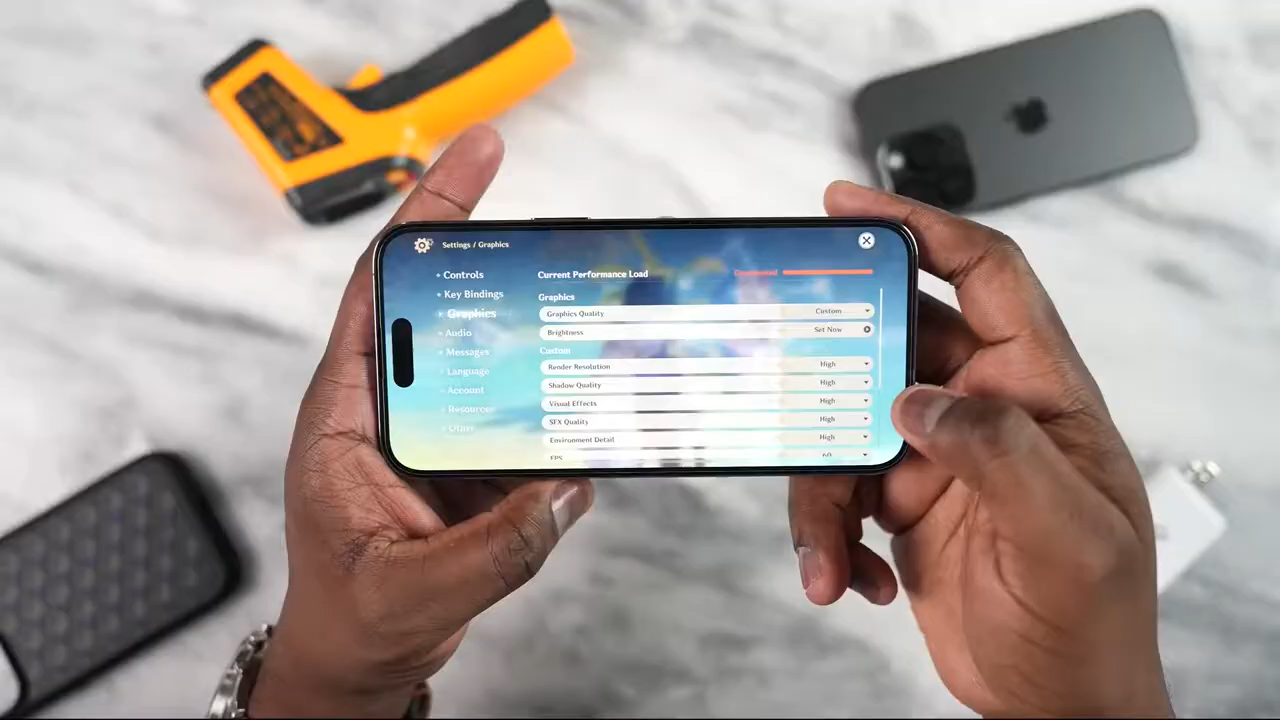 Settings / Graphics
Controls
Key Bindings
Graphics
Audio
Messages
Language
Account
Resources
Other
Current Performance Load
Graphics
Graphics Quality Custom
Brightness Set Now
Custom
Render Resolution High
Shadow Quality High
Visual Effects High
SFX Quality High
Environment Detail High
FPS 60